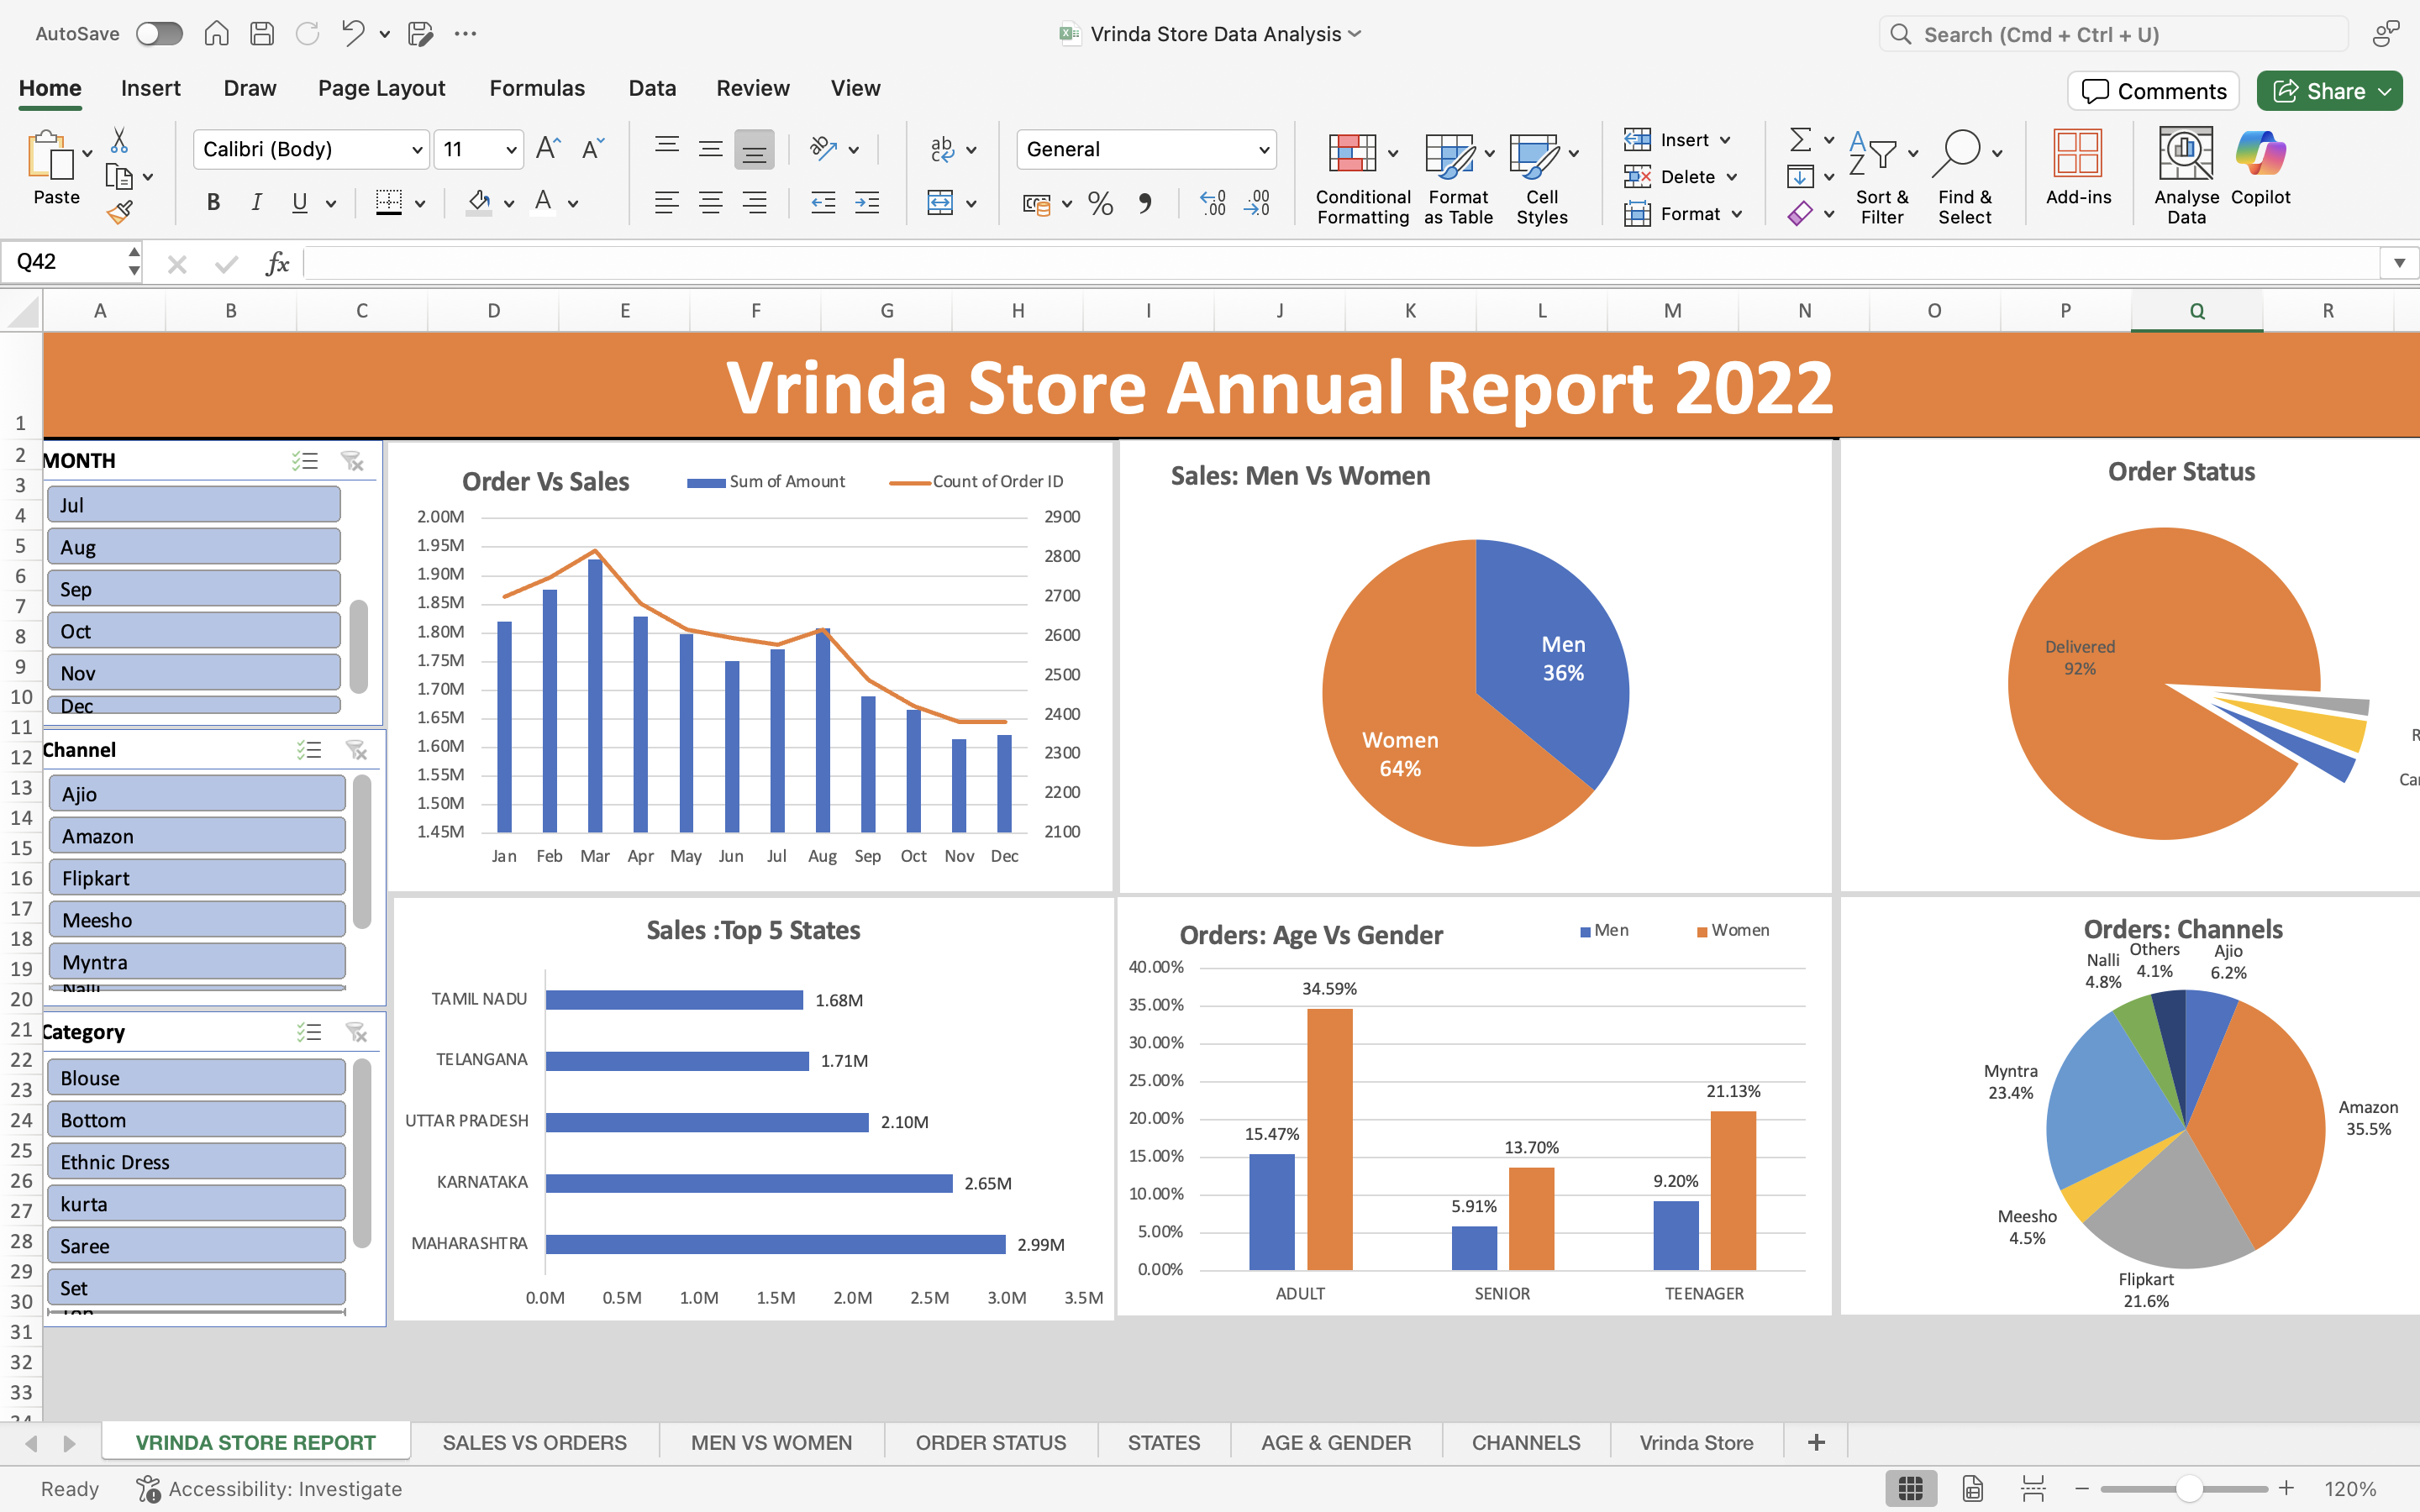 AutoSave
Vrinda Store Data Analysis
Search (Cmd + Ctrl + U)
Home Insert Draw Page Layout Formulas Data Review View
Comments Share
Paste
Calibri (Body) 11
B I U
General
Conditional Formatting
Format as Table
Cell Styles
Insert
Delete
Format
Sort & Filter
Find & Select
Add-ins
Analyse Data
Copilot
Q42
fx
A B C D E F G H I J K L M N O P Q R
1 2 3 4 5 6 7 8 9 10 11 12 13 14 15 16 17 18 19 20 21 22 23 24 25 26 27 28 29 30 31 32 33 34
Vrinda Store Annual Report 2022
MONTH
Jul
Aug
Sep
Oct
Nov
Dec
Channel
Ajio
Amazon
Flipkart
Meesho
Myntra
Nalli
Category
Blouse
Bottom
Ethnic Dress
kurta
Saree
Set
Top
Order Vs Sales
Sum of Amount
Count of Order ID
2.00M
1.95M
1.90M
1.85M
1.80M
1.75M
1.70M
1.65M
1.60M
1.55M
1.50M
1.45M
2900
2800
2700
2600
2500
2400
2300
2200
2100
Jan Feb Mar Apr May Jun Jul Aug Sep Oct Nov Dec
Sales: Men Vs Women
Men
36%
Women
64%
Order Status
Delivered
92%
Sales :Top 5 States
TAMIL NADU 1.68M
TELANGANA 1.71M
UTTAR PRADESH 2.10M
KARNATAKA 2.65M
MAHARASHTRA 2.99M
0.0M 0.5M 1.0M 1.5M 2.0M 2.5M 3.0M 3.5M
Orders: Age Vs Gender
Men
Women
40.00%
35.00%
30.00%
25.00%
20.00%
15.00%
10.00%
5.00%
0.00%
15.47%
34.59%
5.91%
13.70%
9.20%
21.13%
ADULT SENIOR TEENAGER
Orders: Channels
Ajio
6.2%
Amazon
35.5%
Flipkart
21.6%
Meesho
4.5%
Myntra
23.4%
Nalli
4.8%
Others
4.1%
VRINDA STORE REPORT SALES VS ORDERS MEN VS WOMEN ORDER STATUS STATES AGE & GENDER CHANNELS Vrinda Store
Ready
Accessibility: Investigate
120%